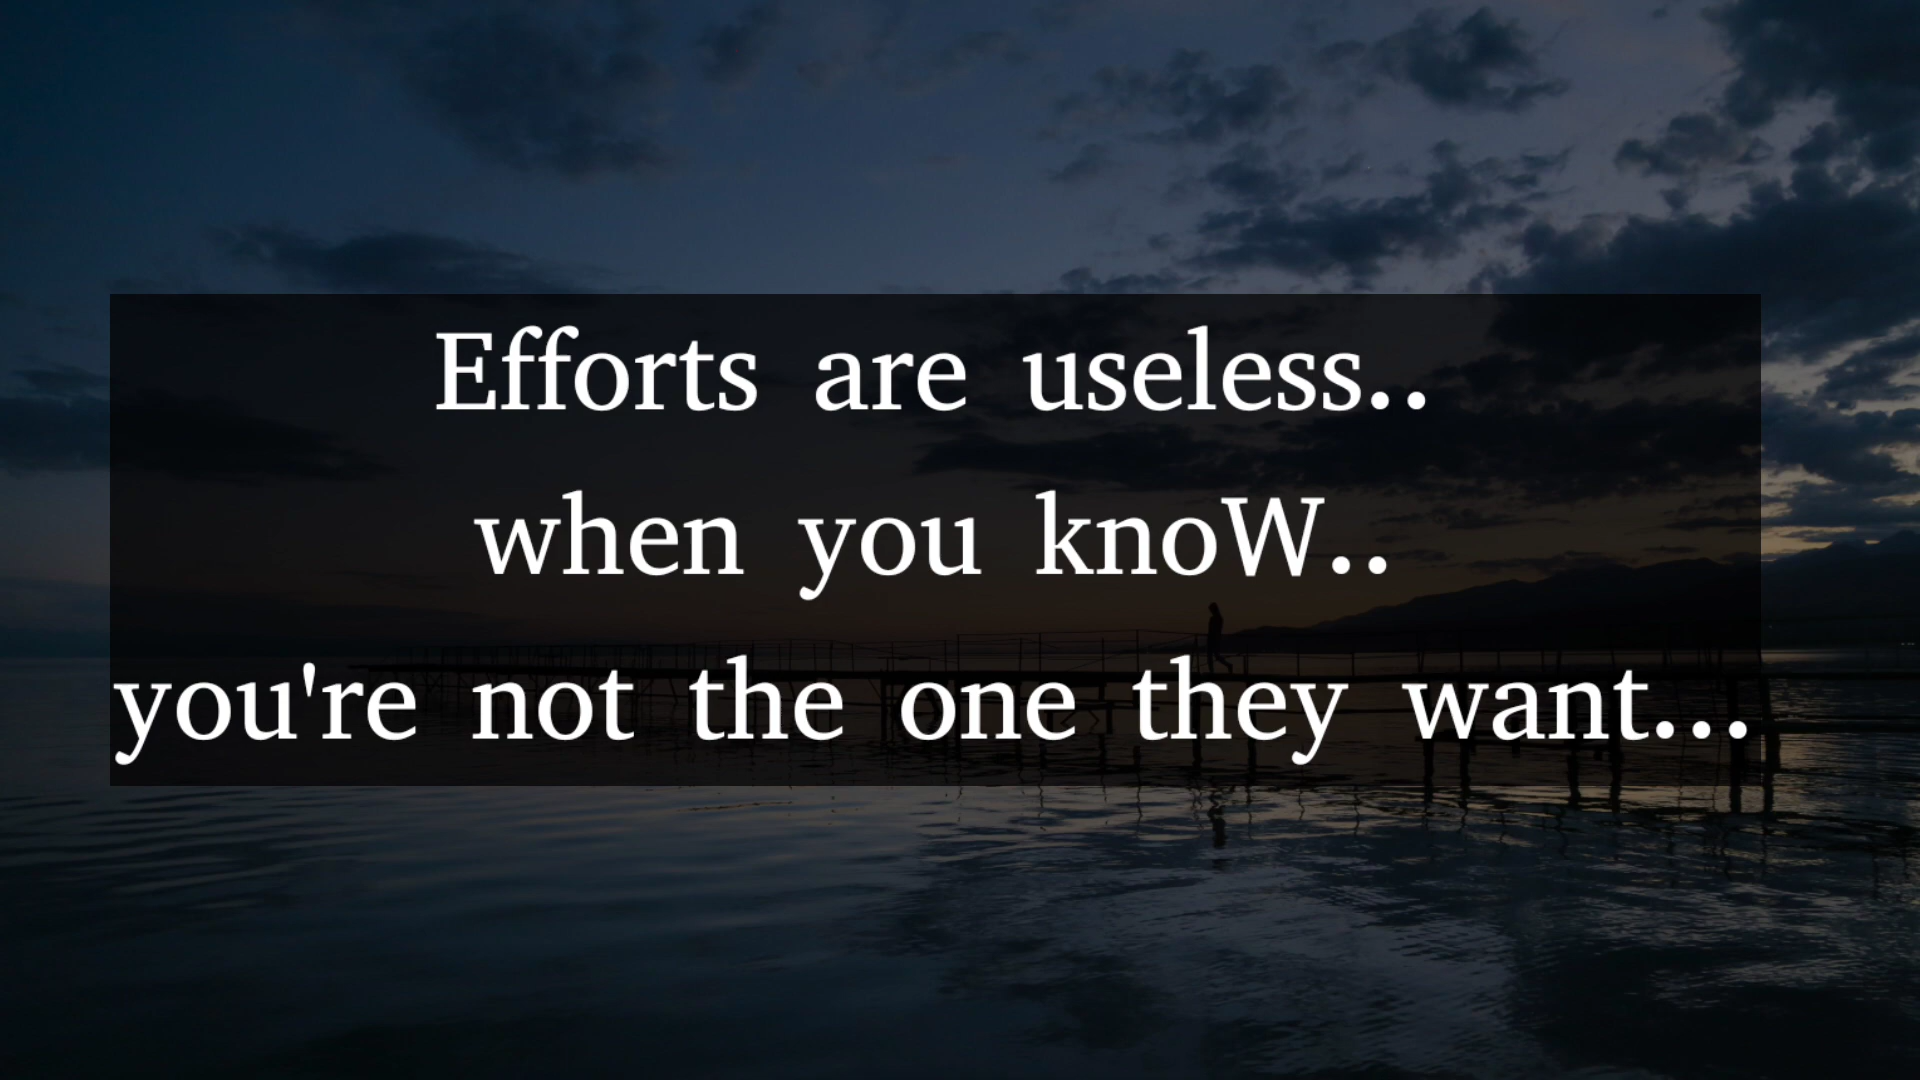 Efforts are useless..
when you knoW..
you're not the one they want...